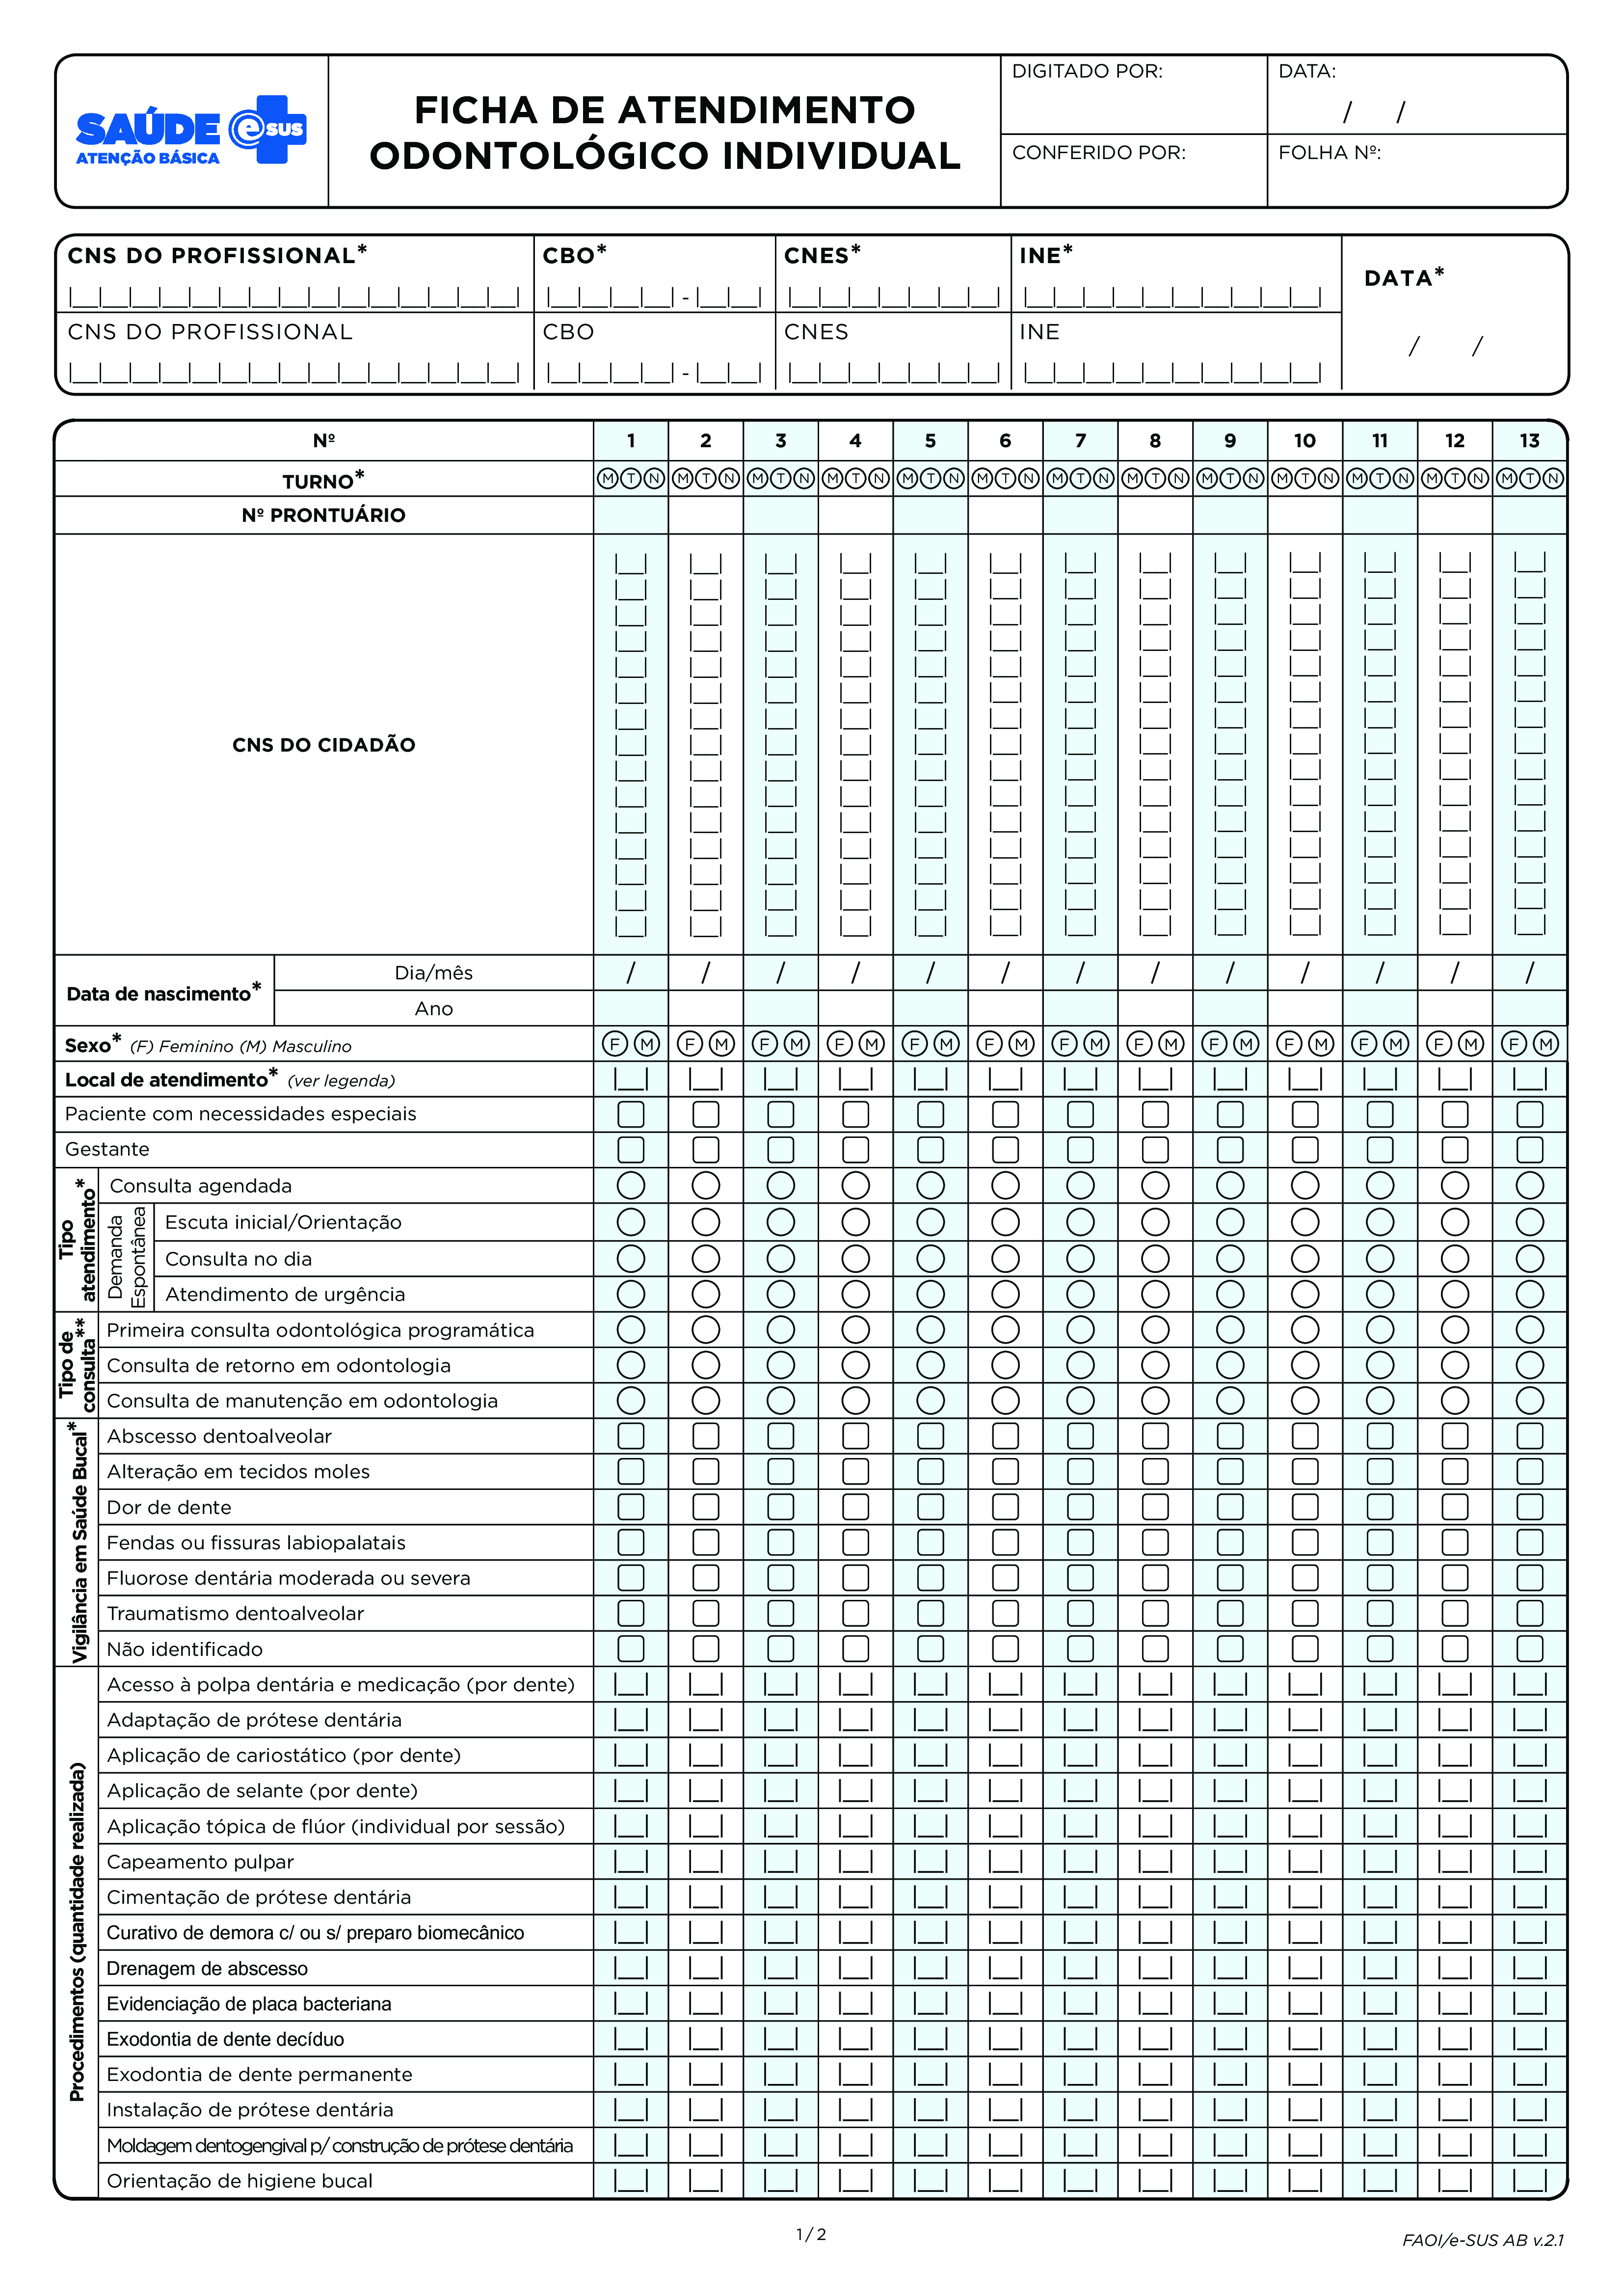 SAÚDE e SUS
ATENÇÃO BÁSICA
FICHA DE ATENDIMENTO
ODONTOLÓGICO INDIVIDUAL
DIGITADO POR:
DATA:
/ /
CONFERIDO POR:
FOLHA Nº:
CNS DO PROFISSIONAL* CBO* CNES* INE*
DATA*
-
CNS DO PROFISSIONAL CBO CNES INE
/ /
-
Nº 1 2 3 4 5 6 7 8 9 10 11 12 13
TURNO* M T N M T N M T N M T N M T N M T N M T N M T N M T N M T N M T N M T N M T N
Nº PRONTUÁRIO
CNS DO CIDADÃO
Data de nascimento*
Dia/mês / / / / / / / / / / / / /
Ano
Sexo* (F) Feminino (M) Masculino F M F M F M F M F M F M F M F M F M F M F M F M F M
Local de atendimento* (ver legenda)
Paciente com necessidades especiais
Gestante
Tipo
atendimento*
Consulta agendada
Demanda
Espontânea
Escuta inicial/Orientação
Consulta no dia
Atendimento de urgência
Tipo de
consulta**
Primeira consulta odontológica programática
Consulta de retorno em odontologia
Consulta de manutenção em odontologia
Vigilância em Saúde Bucal*
Abscesso dentoalveolar
Alteração em tecidos moles
Dor de dente
Fendas ou fissuras labiopalatais
Fluorose dentária moderada ou severa
Traumatismo dentoalveolar
Não identificado
Procedimentos (quantidade realizada)
Acesso à polpa dentária e medicação (por dente)
Adaptação de prótese dentária
Aplicação de cariostático (por dente)
Aplicação de selante (por dente)
Aplicação tópica de flúor (individual por sessão)
Capeamento pulpar
Cimentação de prótese dentária
Curativo de demora c/ ou s/ preparo biomecânico
Drenagem de abscesso
Evidenciação de placa bacteriana
Exodontia de dente decíduo
Exodontia de dente permanente
Instalação de prótese dentária
Moldagem dentogengival p/ construção de prótese dentária
Orientação de higiene bucal
1 / 2
FAOI/e-SUS AB v.2.1